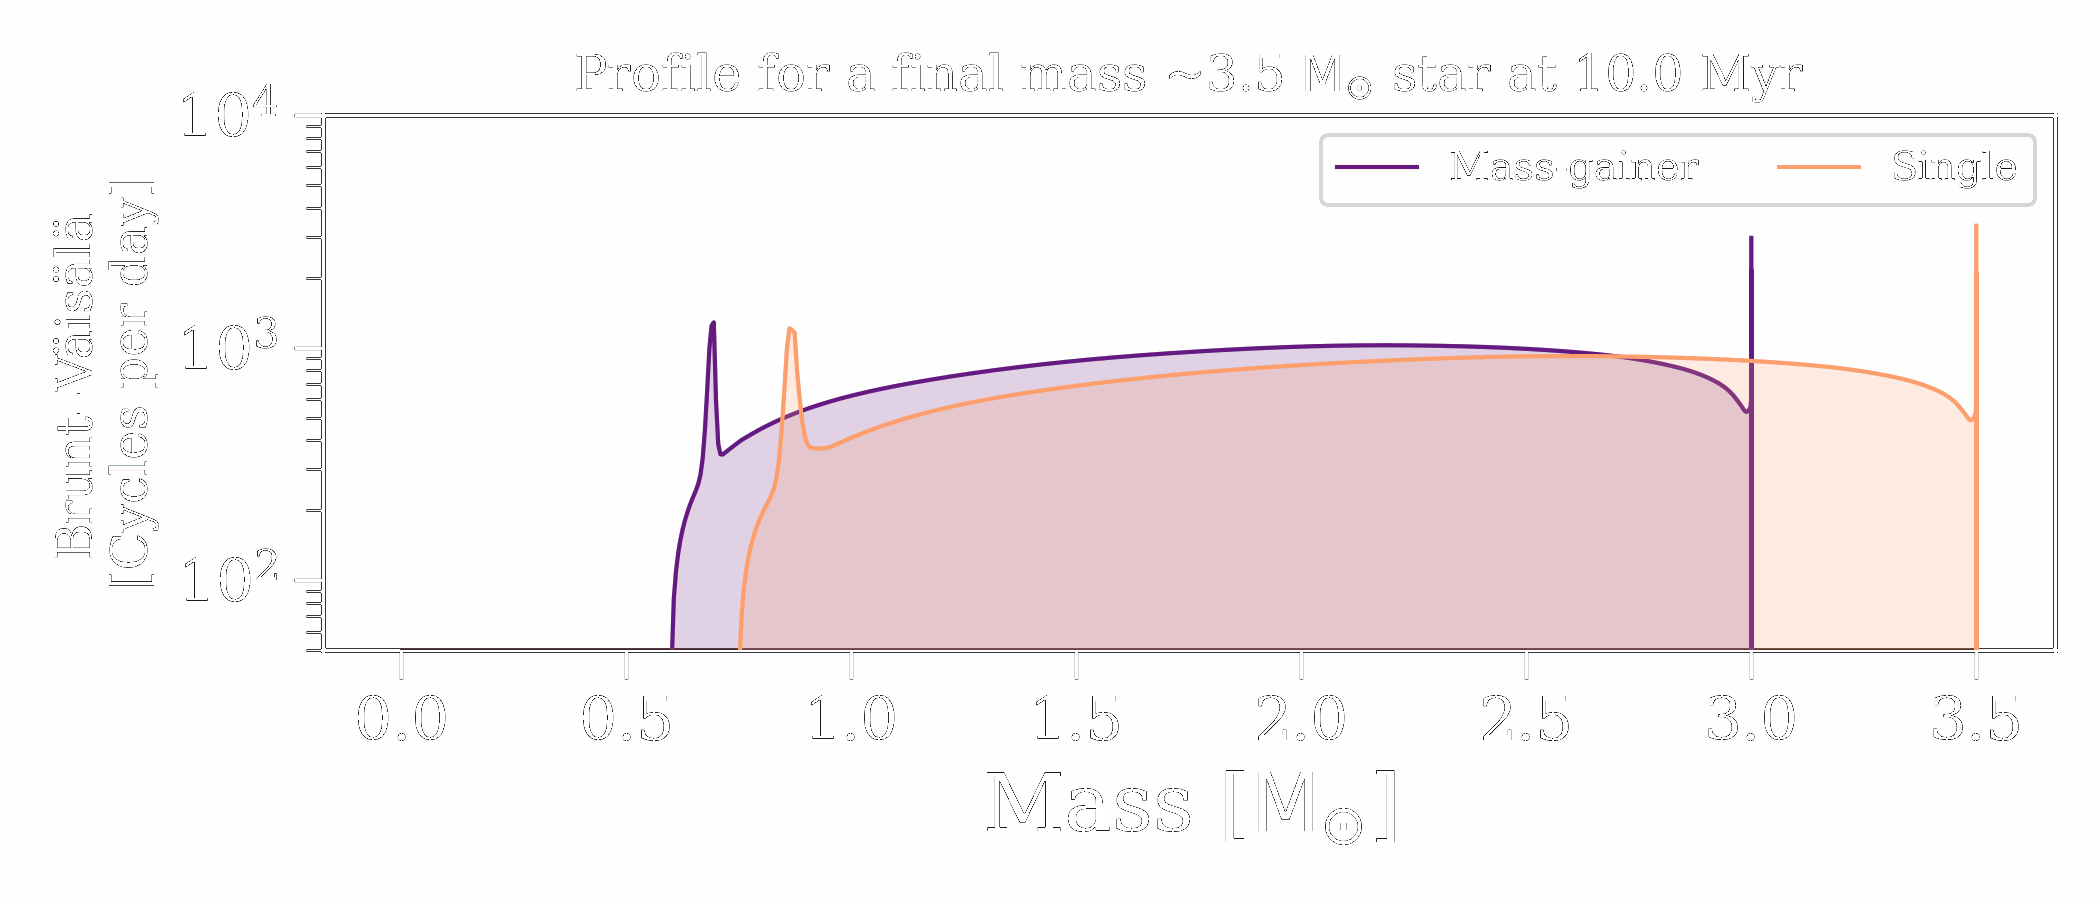 Profile for a final mass ~3.5 M☉ star at 10.0 Myr
Mass-gainer Single
Brunt-Väisälä
[Cycles per day]
10⁴
10³
10²
0.0 0.5 1.0 1.5 2.0 2.5 3.0 3.5
Mass [M☉]